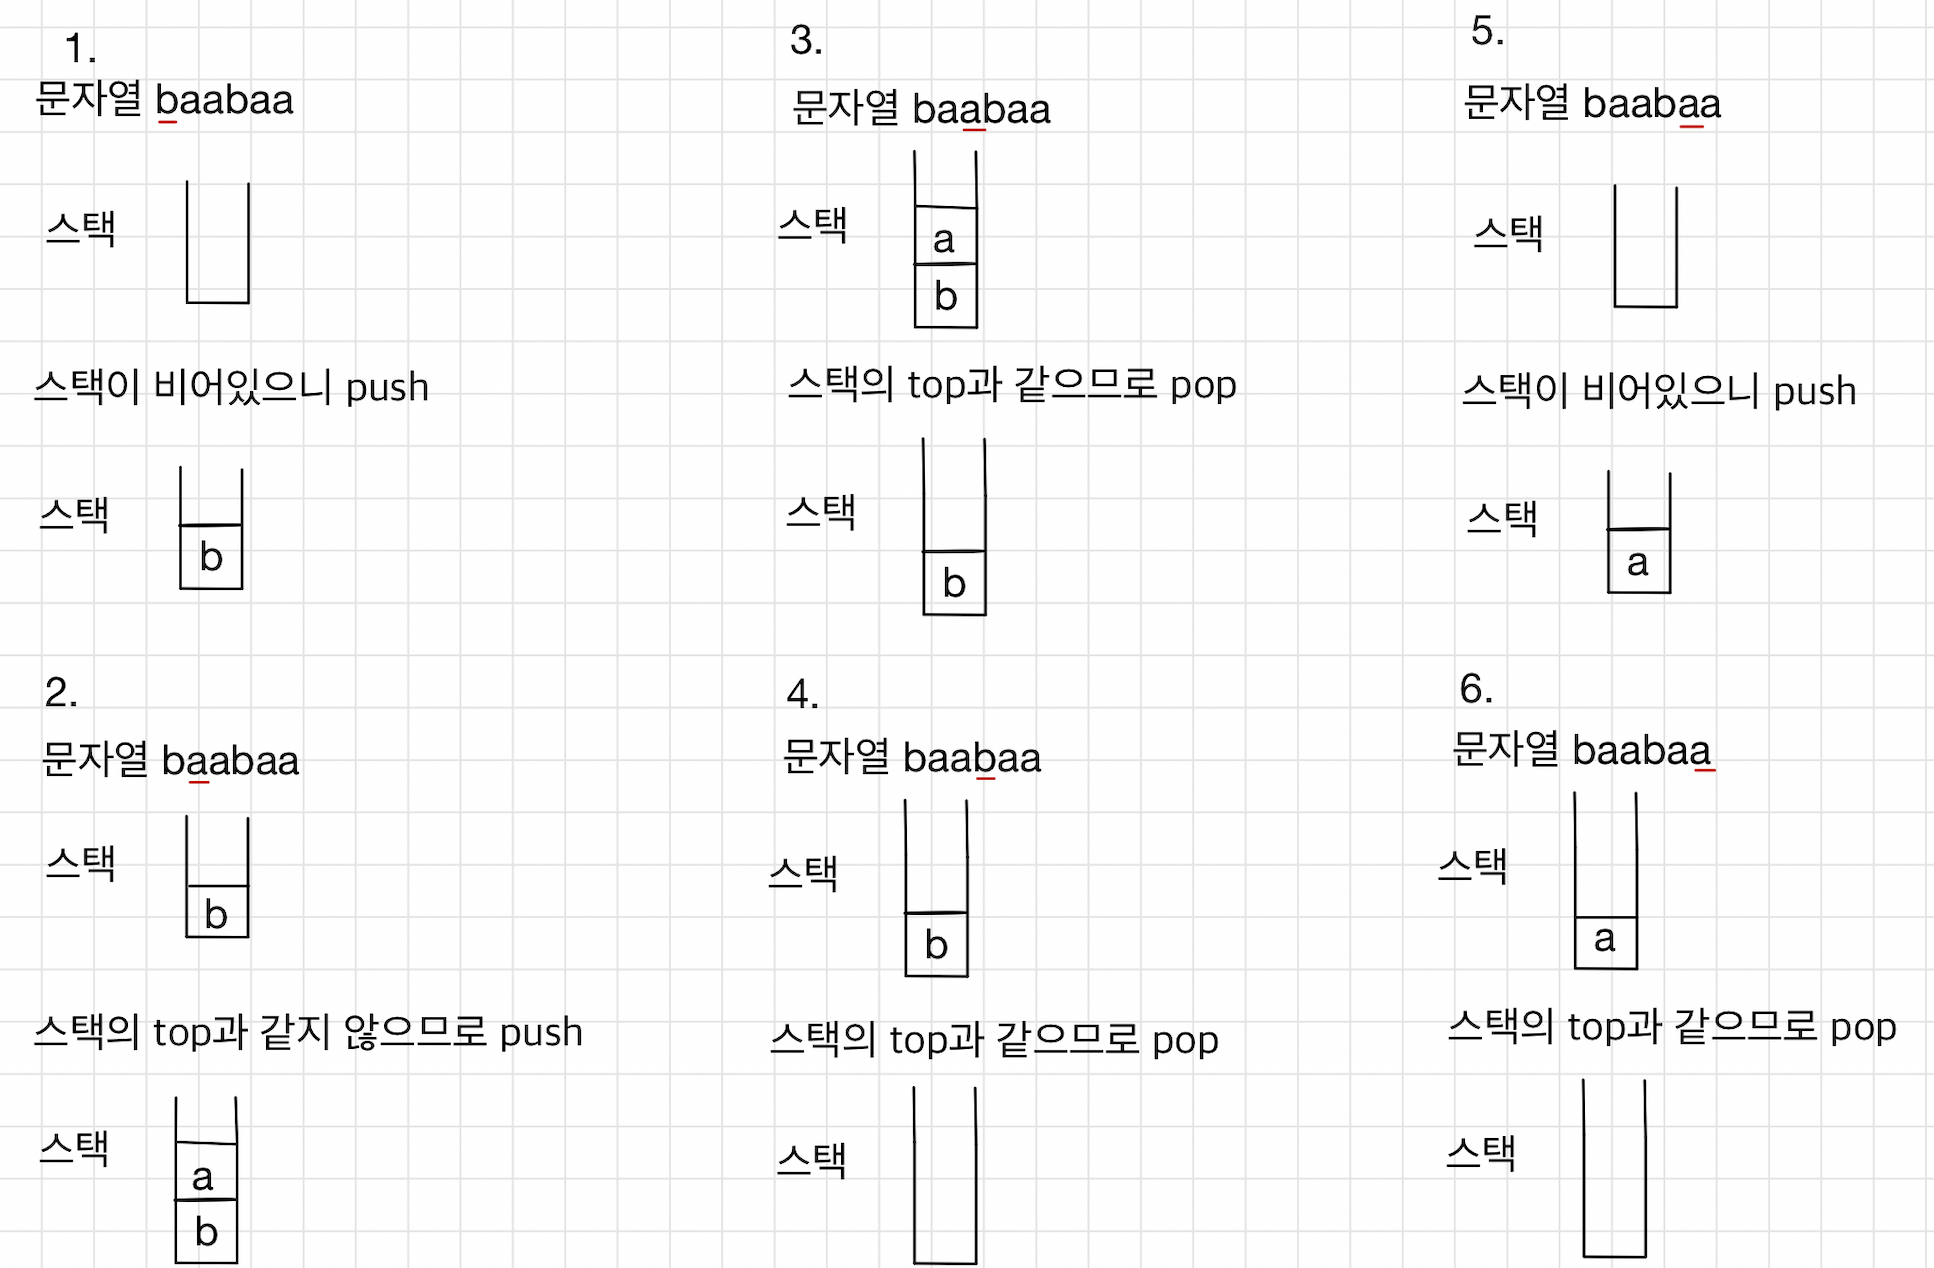 1.
문자열 baabaa
스택
스택이 비어있으니 push
스택
b
2.
문자열 baabaa
스택
b
스택의 top과 같지 않으므로 push
스택
a
b
3.
문자열 baabaa
스택
a
b
스택의 top과 같으므로 pop
스택
b
4.
문자열 baabaa
스택
b
스택의 top과 같으므로 pop
스택
5.
문자열 baabaa
스택
스택이 비어있으니 push
스택
a
6.
문자열 baabaa
스택
a
스택의 top과 같으므로 pop
스택